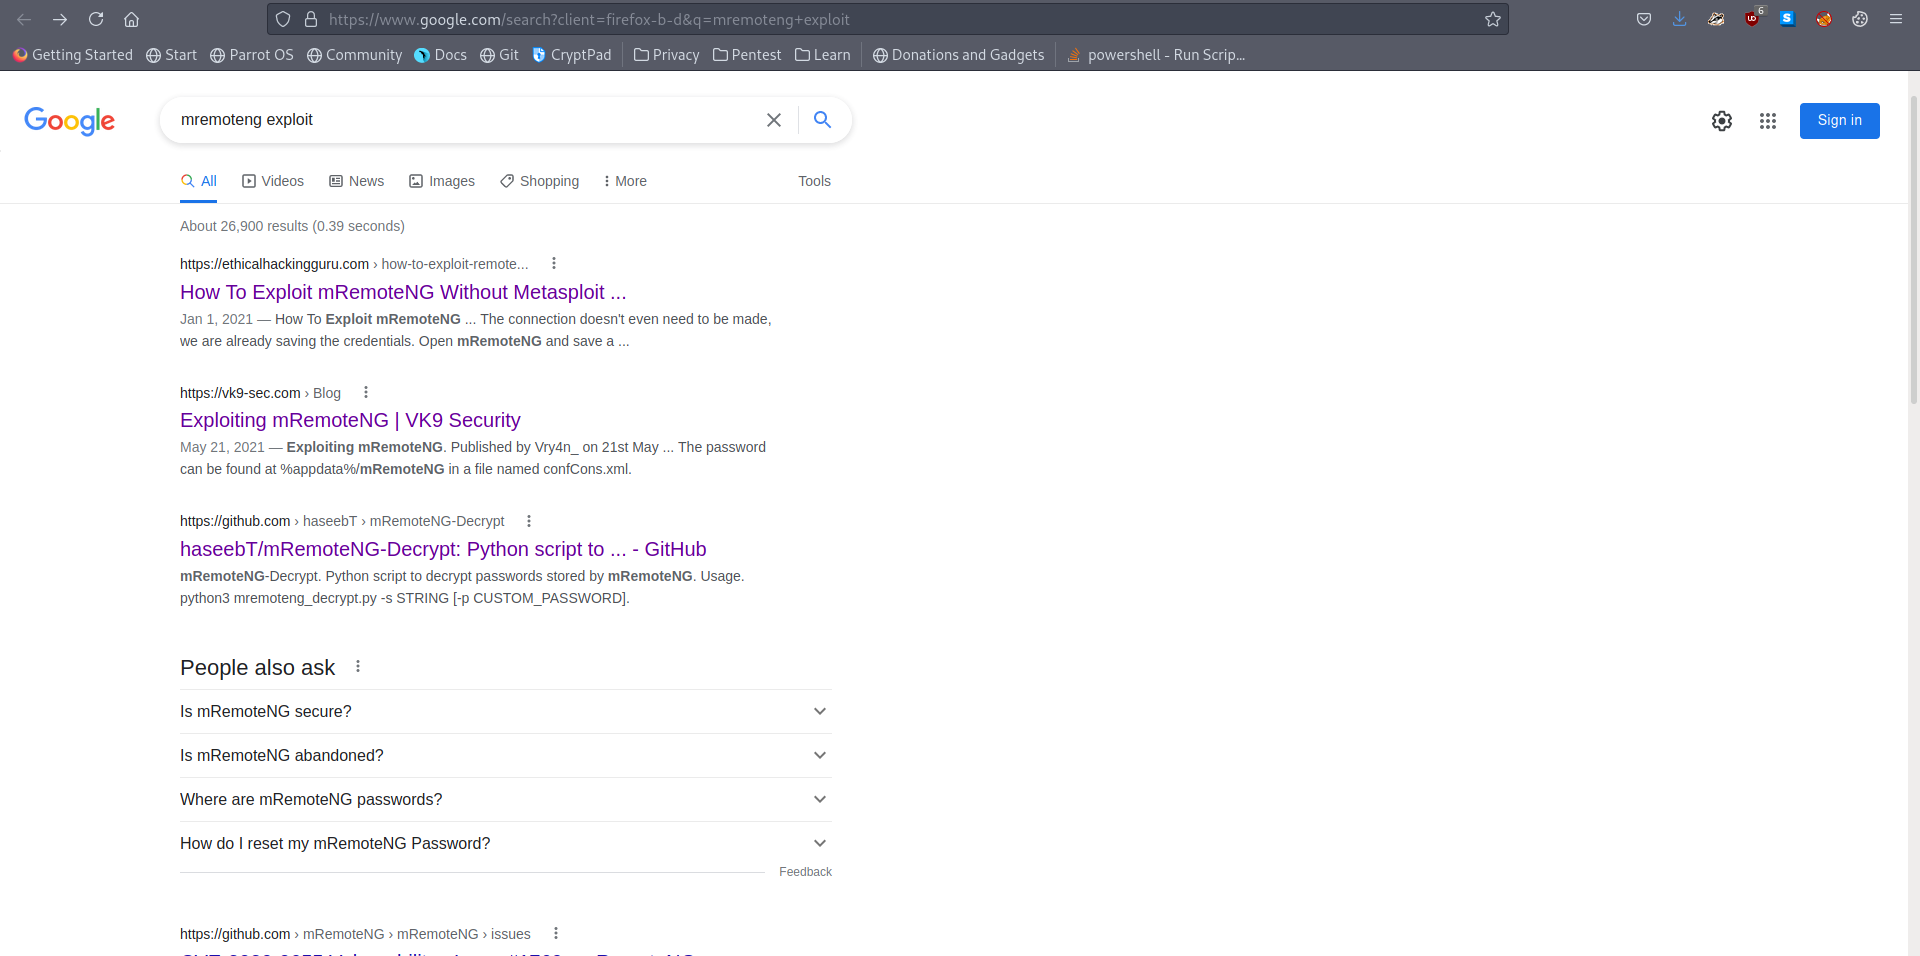 https://www.google.com/search?client=firefox-b-d&q=mremoteng+exploit
6
Getting Started Start Parrot OS Community Docs Git CryptPad Privacy Pentest Learn Donations and Gadgets powershell - Run Scrip...
Google
mremoteng exploit
Sign in
All Videos News Images Shopping More Tools
About 26,900 results (0.39 seconds)
https://ethicalhackingguru.com › how-to-exploit-remote...
How To Exploit mRemoteNG Without Metasploit ...
Jan 1, 2021 — How To Exploit mRemoteNG ... The connection doesn't even need to be made,
we are already saving the credentials. Open mRemoteNG and save a ...
https://vk9-sec.com › Blog
Exploiting mRemoteNG | VK9 Security
May 21, 2021 — Exploiting mRemoteNG. Published by Vry4n_ on 21st May ... The password
can be found at %appdata%/mRemoteNG in a file named confCons.xml.
https://github.com › haseebT › mRemoteNG-Decrypt
haseebT/mRemoteNG-Decrypt: Python script to ... - GitHub
mRemoteNG-Decrypt. Python script to decrypt passwords stored by mRemoteNG. Usage.
python3 mremoteng_decrypt.py -s STRING [-p CUSTOM_PASSWORD].
People also ask
Is mRemoteNG secure?
Is mRemoteNG abandoned?
Where are mRemoteNG passwords?
How do I reset my mRemoteNG Password?
Feedback
https://github.com › mRemoteNG › mRemoteNG › issues